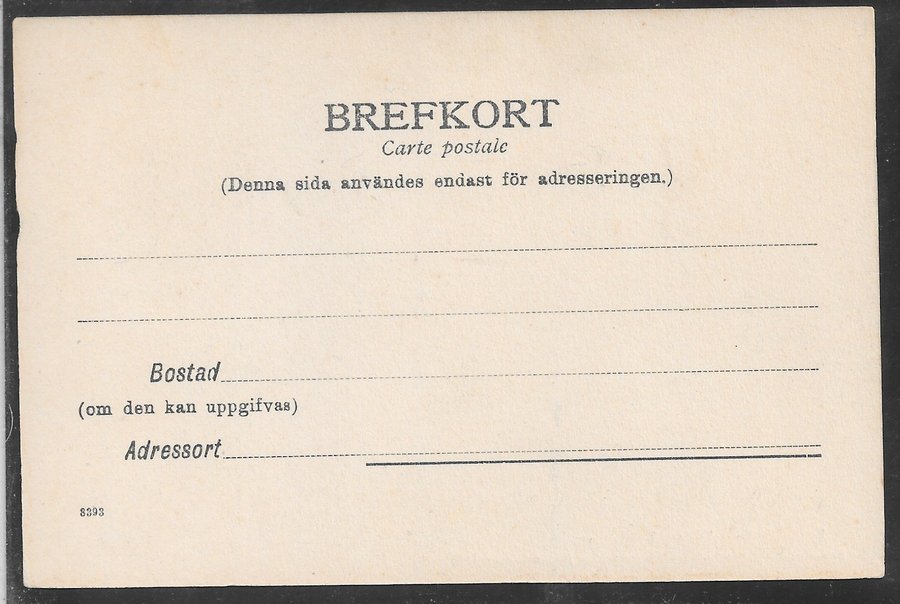 BREFKORT
Carte postale
(Denna sida användes endast för adresseringen.)
Bostad
(om den kan uppgifvas)
Adressort
8393